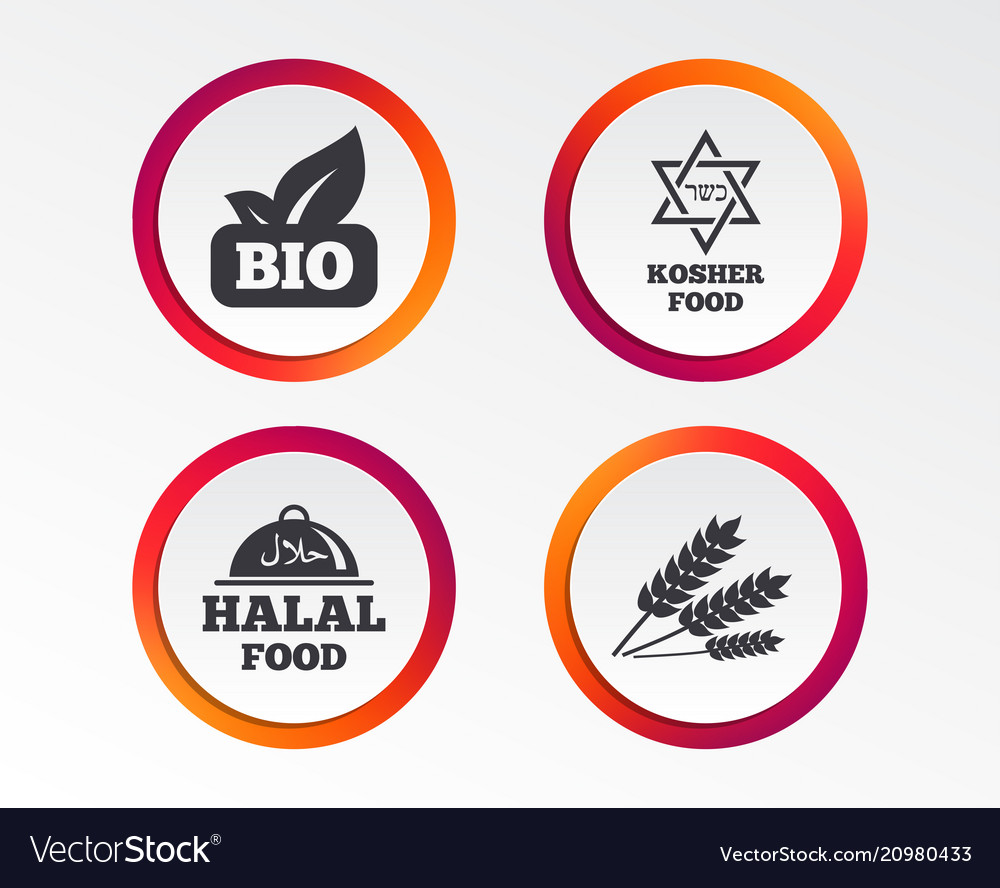 BIO
כשר
KOSHER
FOOD
حلال
HALAL
FOOD
VectorStock®
VectorStock.com/20980433